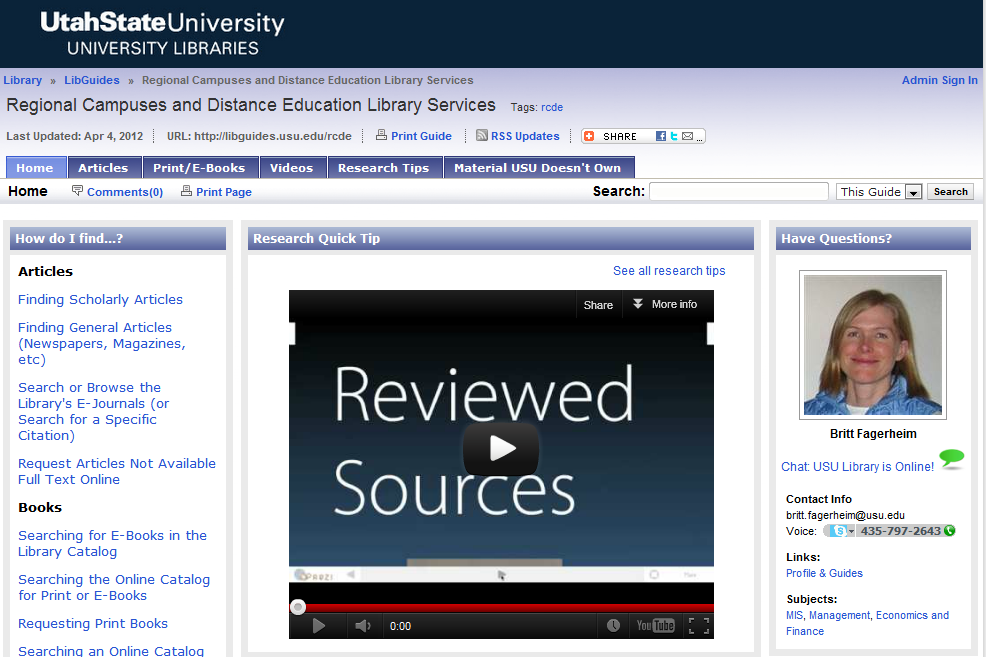 UtahStateUniversity
UNIVERSITY LIBRARIES
Library » LibGuides » Regional Campuses and Distance Education Library Services
Admin Sign In
Regional Campuses and Distance Education Library Services Tags: rcde
Last Updated: Apr 4, 2012 URL: http://libguides.usu.edu/rcde Print Guide RSS Updates SHARE ...
Home Articles Print/E-Books Videos Research Tips Material USU Doesn't Own
Home Comments(0) Print Page Search: This Guide Search
How do I find...?
Articles
Finding Scholarly Articles
Finding General Articles
(Newspapers, Magazines,
etc)
Search or Browse the
Library's E-Journals (or
Search for a Specific
Citation)
Request Articles Not Available
Full Text Online
Books
Searching for E-Books in the
Library Catalog
Searching the Online Catalog
for Print or E-Books
Requesting Print Books
Searching an Online Catalog
Research Quick Tip
See all research tips
Share More info
Reviewed
Sources
0:00 YouTube
Have Questions?
Britt Fagerheim
Chat: USU Library is Online!
Contact Info
britt.fagerheim@usu.edu
Voice: 435-797-2643
Links:
Profile & Guides
Subjects:
MIS, Management, Economics and
Finance